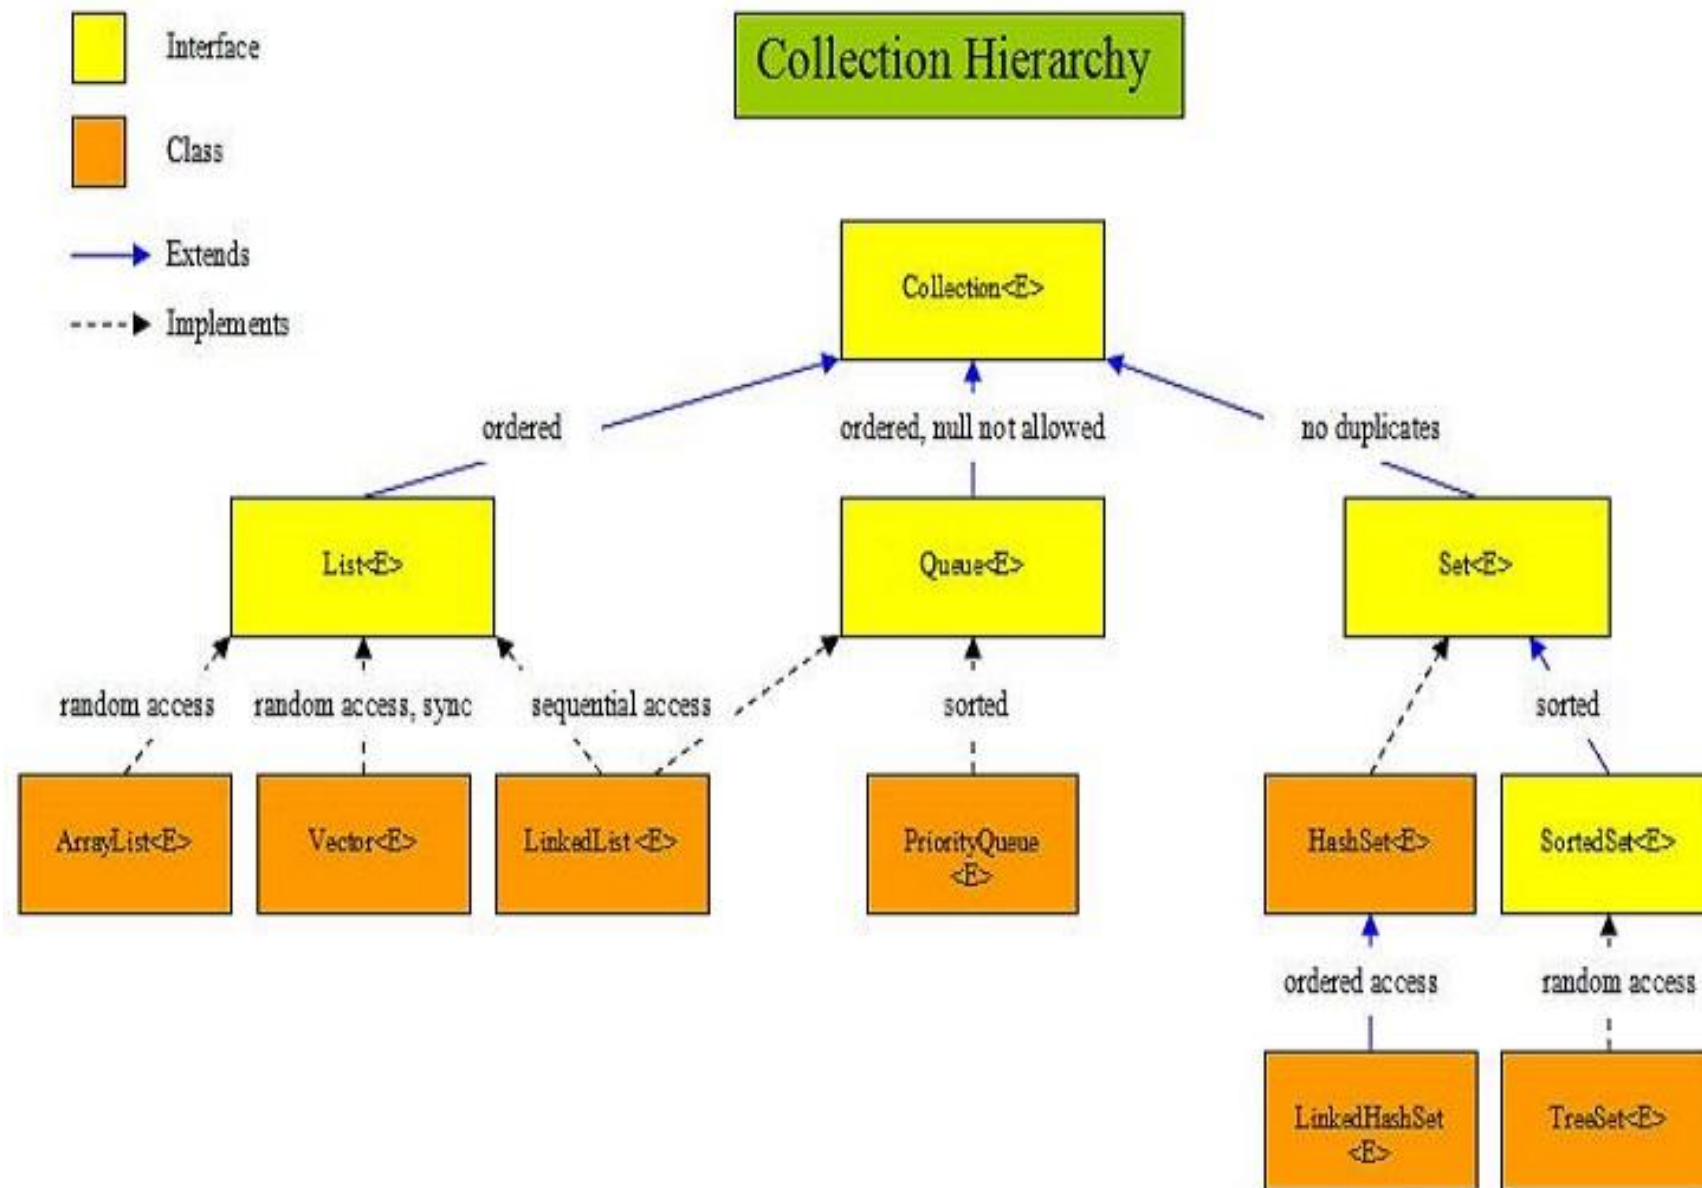 Interface
Collection Hierarchy
Class
Extends
Implements
Collection<E>
ordered
ordered, null not allowed
no duplicates
List<E>
Queue<E>
Set<E>
random access
random access, sync
sequential access
sorted
sorted
ArrayList<E>
Vector<E>
LinkedList <E>
PriorityQueue
<E>
HashSet<E>
SortedSet<E>
ordered access
random access
LinkedHashSet
<E>
TreeSet<E>